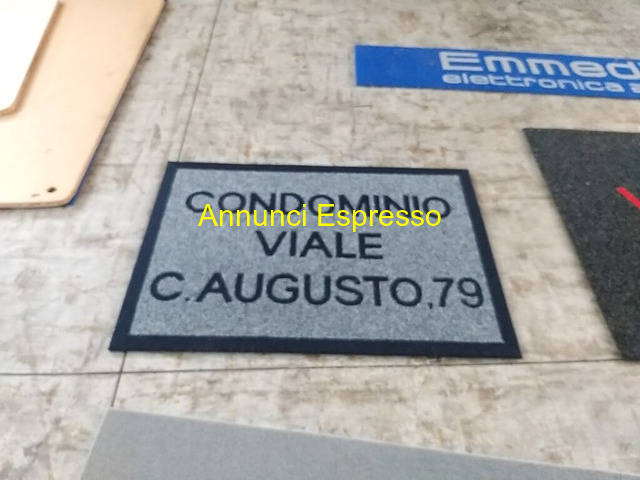 Emmed
elettronica a
CONDOMINIO
Annunci Espresso
VIALE
C. AUGUSTO, 79